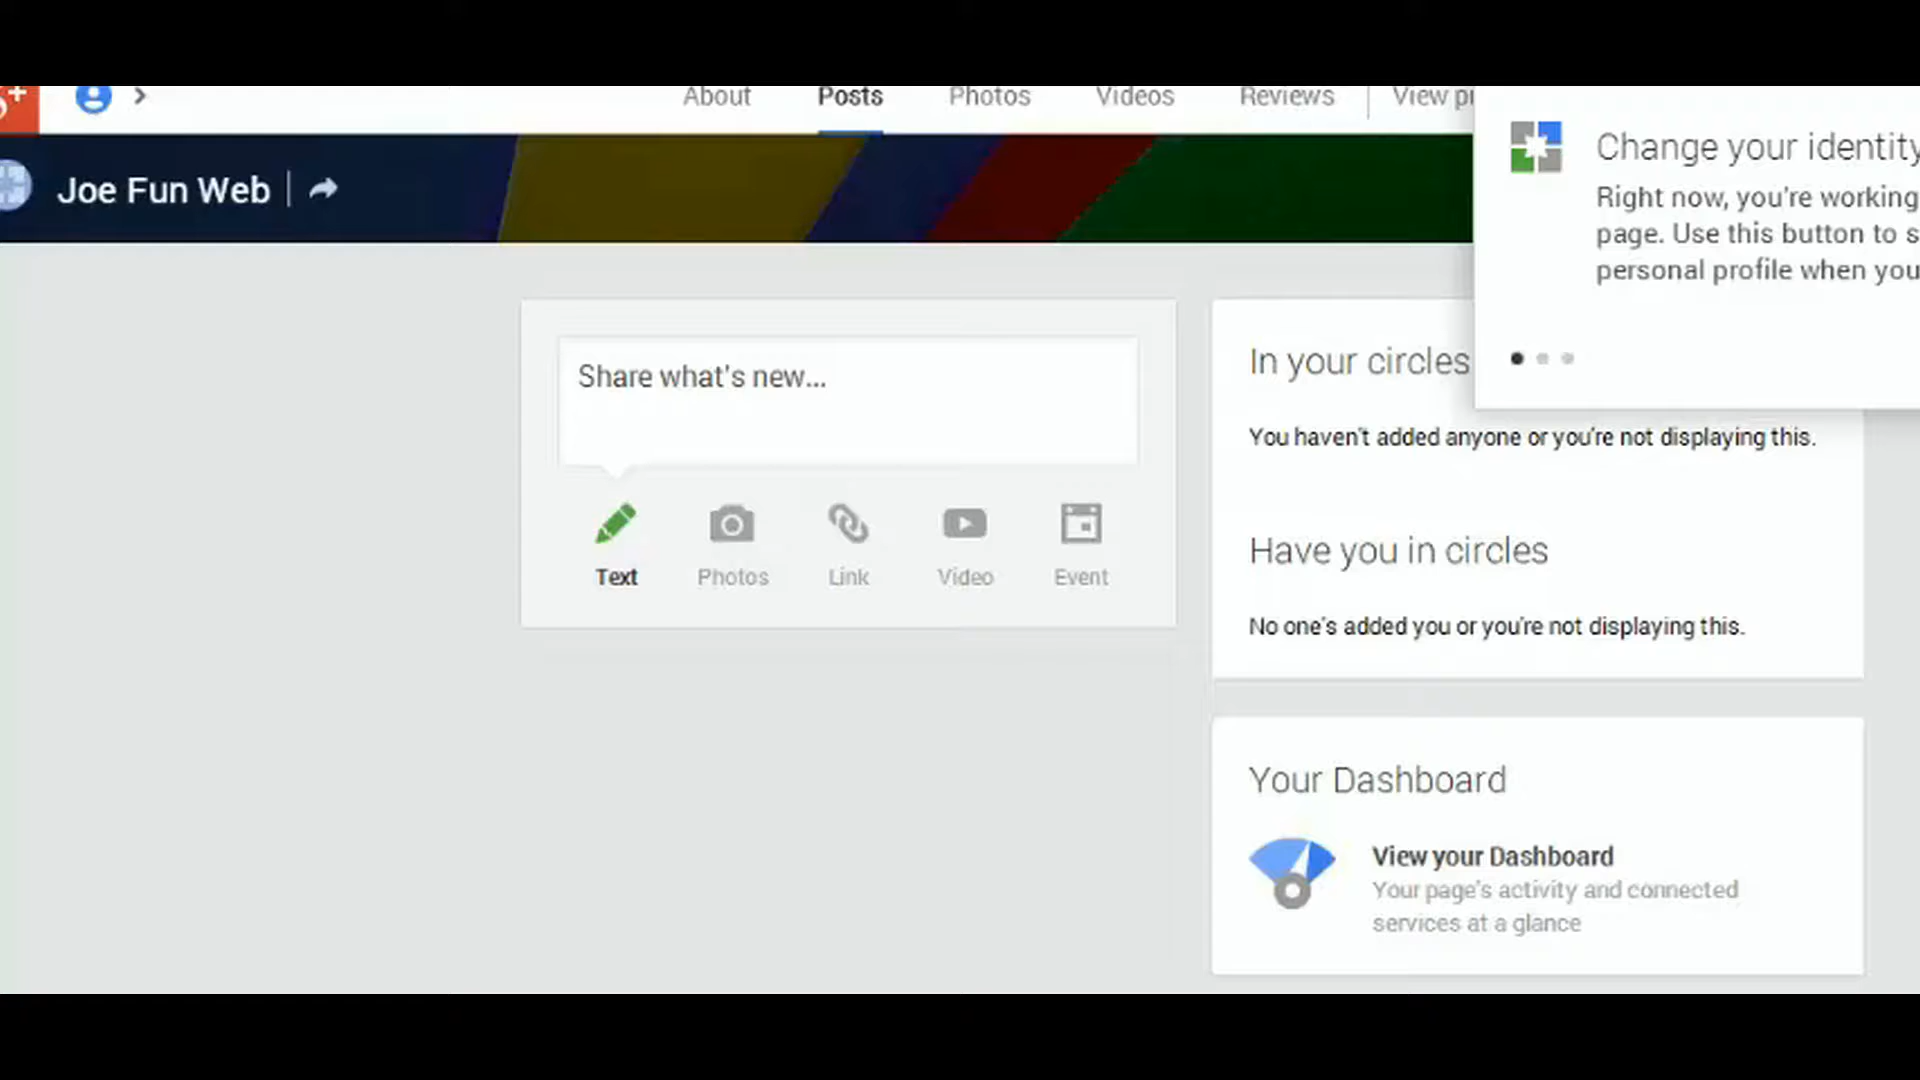 About Posts Photos Videos Reviews View
Joe Fun Web
Change your identity
Right now, you're working
page. Use this button to
personal profile when you
Share what's new...
Text Photos Link Video Event
In your circles
You haven't added anyone or you're not displaying this.
Have you in circles
No one's added you or you're not displaying this.
Your Dashboard
View your Dashboard
Your page's activity and connected
services at a glance